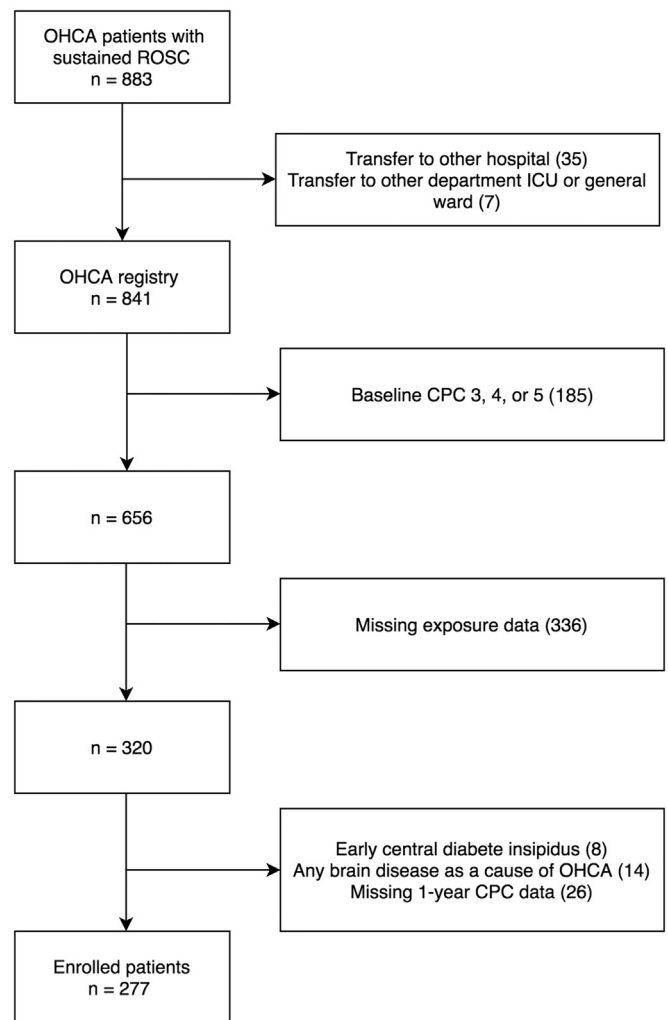 OHCA patients with
sustained ROSC
n = 883
Transfer to other hospital (35)
Transfer to other department ICU or general
ward (7)
OHCA registry
n = 841
Baseline CPC 3, 4, or 5 (185)
n = 656
Missing exposure data (336)
n = 320
Early central diabete insipidus (8)
Any brain disease as a cause of OHCA (14)
Missing 1-year CPC data (26)
Enrolled patients
n = 277